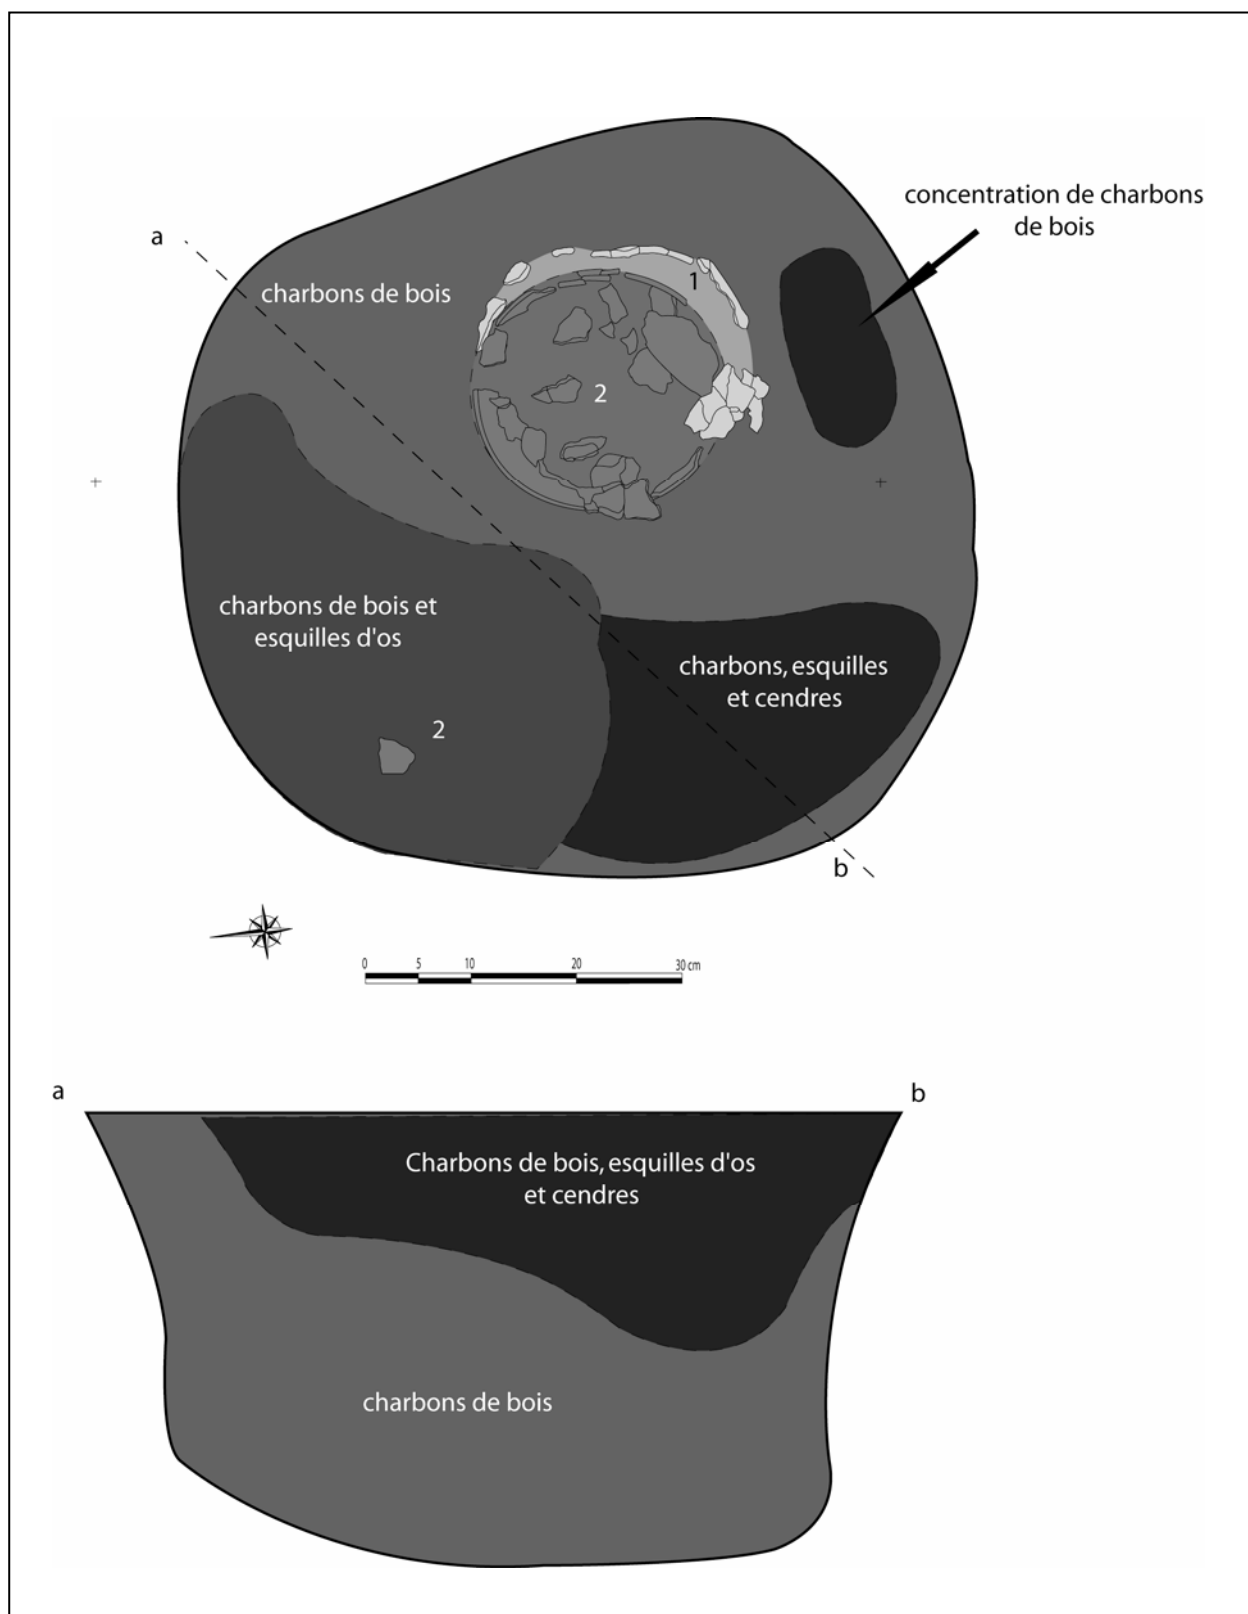 concentration de charbons
de bois
a
charbons de bois
1
2
charbons de bois et
esquilles d'os
charbons, esquilles
et cendres
2
b
0 5 10 20 30 cm
a
b
Charbons de bois, esquilles d'os
et cendres
charbons de bois